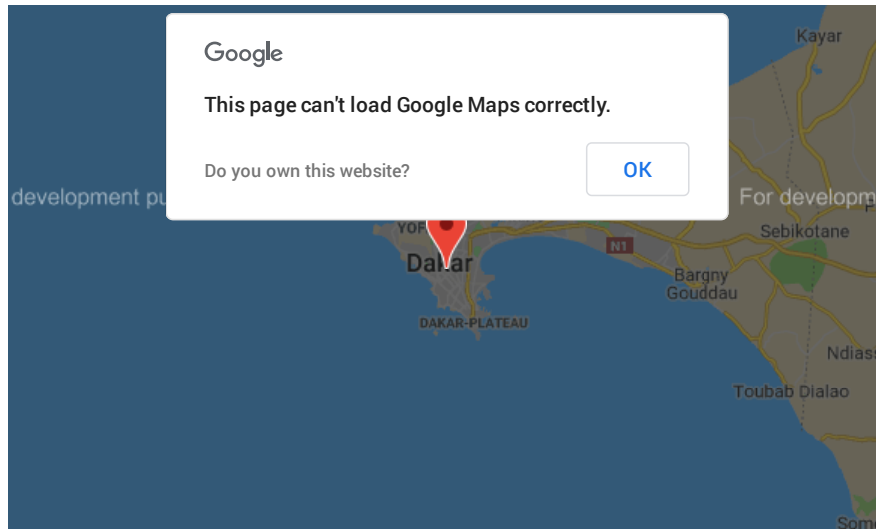 Kayar
Google
This page can't load Google Maps correctly.
Do you own this website?
OK
development pu
For developm
YOF
Sebikotane
N1
Dakar
Bargny
Gouddau
DAKAR-PLATEAU
Ndias
Toubab Dialao
Som